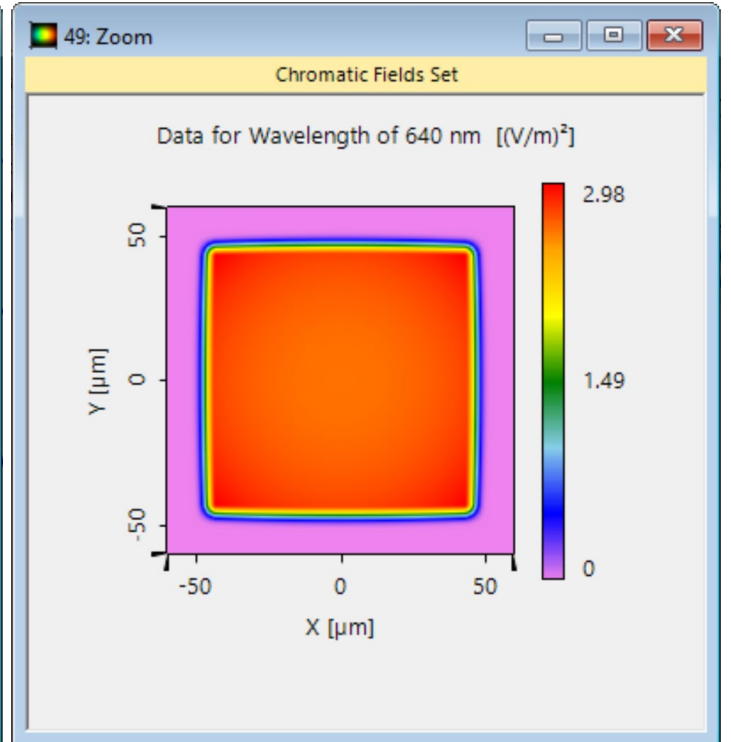 49: Zoom
Chromatic Fields Set
Data for Wavelength of 640 nm  [(V/m)²]
2.98
50
Y [µm]
0
1.49
-50
0
-50
0
50
X [µm]